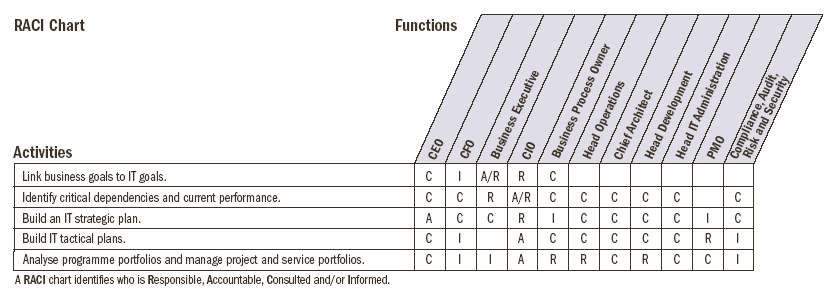 RACI Chart
Functions
CEO
CFO
Business Executive
CIO
Business Process Owner
Head Operations
Chief Architect
Head Development
Head IT Administration
PMO
Compliance, Audit,
Risk and Security
Activities
Link business goals to IT goals. C I A/R R C
Identify critical dependencies and current performance. C C R A/R C C C C C C
Build an IT strategic plan. A C C R I C C C C I C
Build IT tactical plans. C I A C C C C C R I
Analyse programme portfolios and manage project and service portfolios. C I I A R R C R C C I
A RACI chart identifies who is Responsible, Accountable, Consulted and/or Informed.